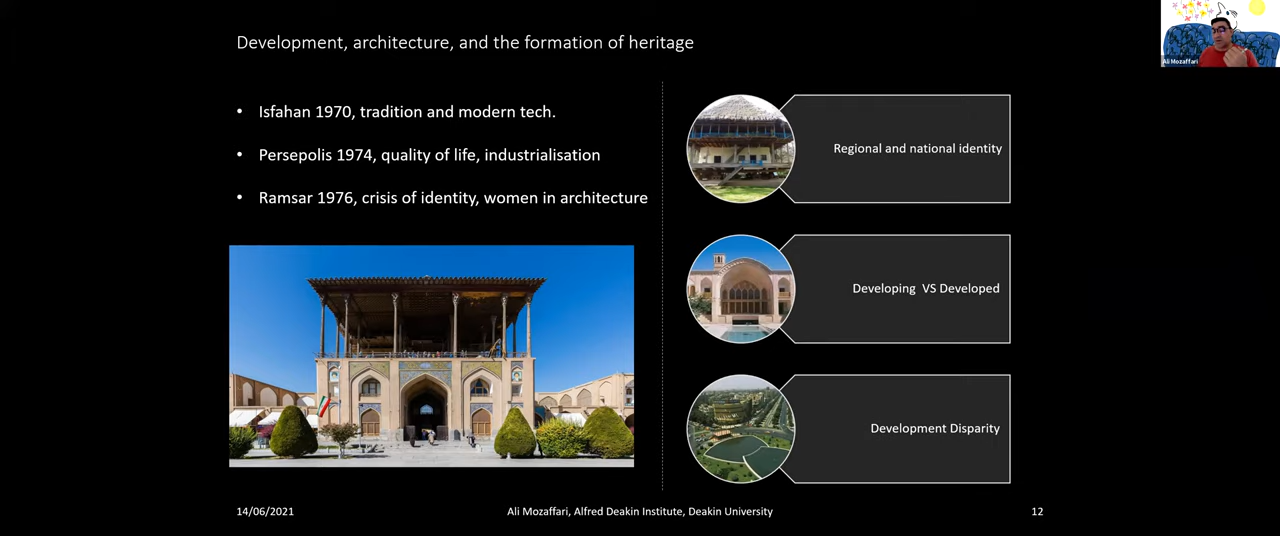 Development, architecture, and the formation of heritage
• Isfahan 1970, tradition and modern tech.
• Persepolis 1974, quality of life, industrialisation
• Ramsar 1976, crisis of identity, women in architecture
Regional and national identity
Developing VS Developed
Development Disparity
14/06/2021
Ali Mozaffari, Alfred Deakin Institute, Deakin University
12
Ali Mozaffari